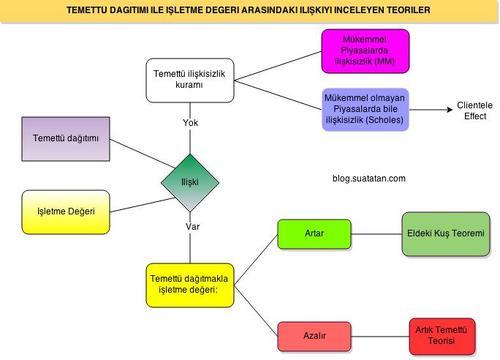 TEMETTU DAGITIMI ILE IŞLETME DEGERI ARASINDAKI ILIŞKIYI INCELEYEN TEORILER
Temettü ilişkisizlik
kuramı
Mükemmel
Piyasalarda
ilişkisizlik (MM)
Mükemmel olmayan
Piyasalarda bile
ilişkisizlik (Scholes)
Clientele
Effect
Yok
Temettü dağıtımı
Ilişki
blog.suatatan.com
Işletme Değeri
Var
Temettü dağıtmakla
işletme değeri:
Artar
Eldeki Kuş Teoremi
Azalır
Artık Temettü
Teorisi